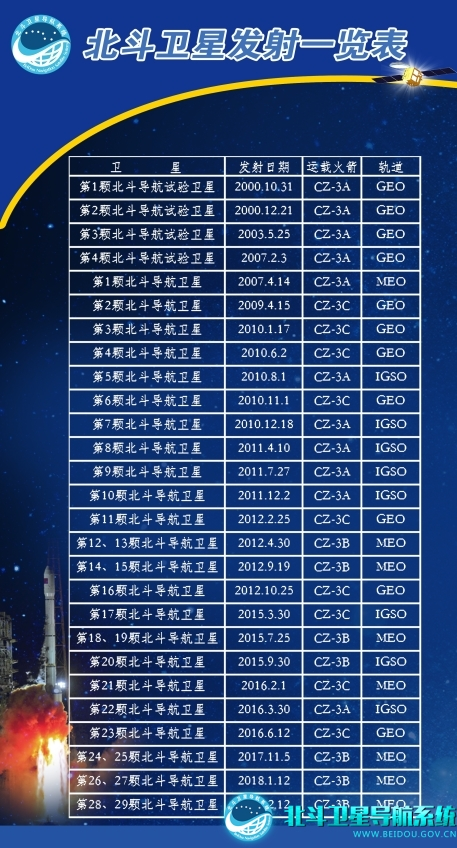 北斗卫星发射一览表
卫 星 发射日期 运载火箭 轨道
第1颗北斗导航试验卫星 2000.10.31 CZ-3A GEO
第2颗北斗导航试验卫星 2000.12.21 CZ-3A GEO
第3颗北斗导航试验卫星 2003.5.25 CZ-3A GEO
第4颗北斗导航试验卫星 2007.2.3 CZ-3A GEO
第1颗北斗导航卫星 2007.4.14 CZ-3A MEO
第2颗北斗导航卫星 2009.4.15 CZ-3C GEO
第3颗北斗导航卫星 2010.1.17 CZ-3C GEO
第4颗北斗导航卫星 2010.6.2 CZ-3C GEO
第5颗北斗导航卫星 2010.8.1 CZ-3A IGSO
第6颗北斗导航卫星 2010.11.1 CZ-3C GEO
第7颗北斗导航卫星 2010.12.18 CZ-3A IGSO
第8颗北斗导航卫星 2011.4.10 CZ-3A IGSO
第9颗北斗导航卫星 2011.7.27 CZ-3A IGSO
第10颗北斗导航卫星 2011.12.2 CZ-3A IGSO
第11颗北斗导航卫星 2012.2.25 CZ-3C GEO
第12、13颗北斗导航卫星 2012.4.30 CZ-3B MEO
第14、15颗北斗导航卫星 2012.9.19 CZ-3B MEO
第16颗北斗导航卫星 2012.10.25 CZ-3C GEO
第17颗北斗导航卫星 2015.3.30 CZ-3C IGSO
第18、19颗北斗导航卫星 2015.7.25 CZ-3B MEO
第20颗北斗导航卫星 2015.9.30 CZ-3B IGSO
第21颗北斗导航卫星 2016.2.1 CZ-3C MEO
第22颗北斗导航卫星 2016.3.30 CZ-3A IGSO
第23颗北斗导航卫星 2016.6.12 CZ-3C GEO
第24、25颗北斗导航卫星 2017.11.5 CZ-3B MEO
第26、27颗北斗导航卫星 2018.1.12 CZ-3B MEO
第28、29颗北斗导航卫星 2.12 CZ-3B MEO
北斗卫星导航系统
WWW.BEIDOU.GOV.CN